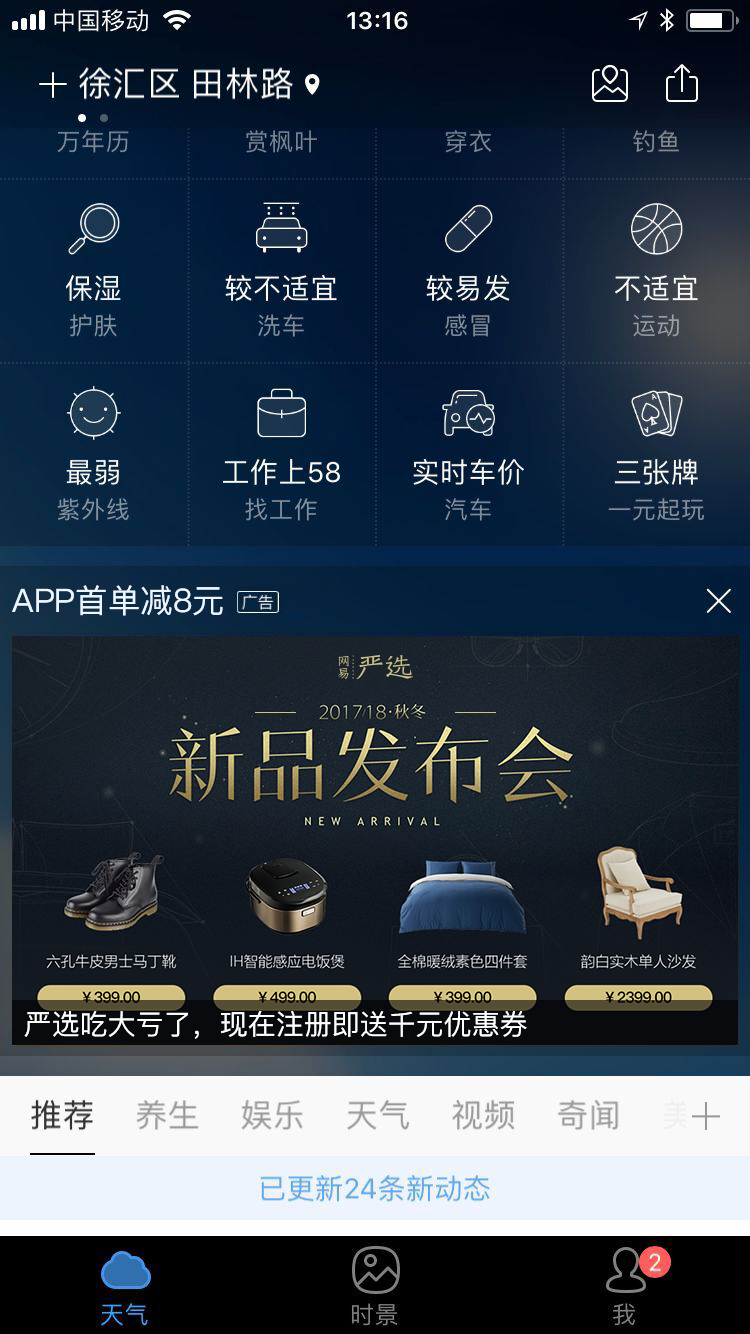 中国移动
13:16
徐汇区 田林路
万年历 赏枫叶 穿衣 钓鱼
保湿 较不适宜 较易发 不适宜
护肤 洗车 感冒 运动
最弱 工作上58 实时车价 三张牌
紫外线 找工作 汽车 一元起玩
APP首单减8元 广告
网易 严选
2017/18·秋冬
新品发布会
NEW ARRIVAL
六孔牛皮男士马丁靴 IH智能感应电饭煲 全棉暖绒素色四件套 韵白实木单人沙发
¥399.00 ¥499.00 ¥399.00 ¥2399.00
严选吃大亏了，现在注册即送千元优惠券
推荐 养生 娱乐 天气 视频 奇闻 美
已更新24条新动态
2
天气 时景 我